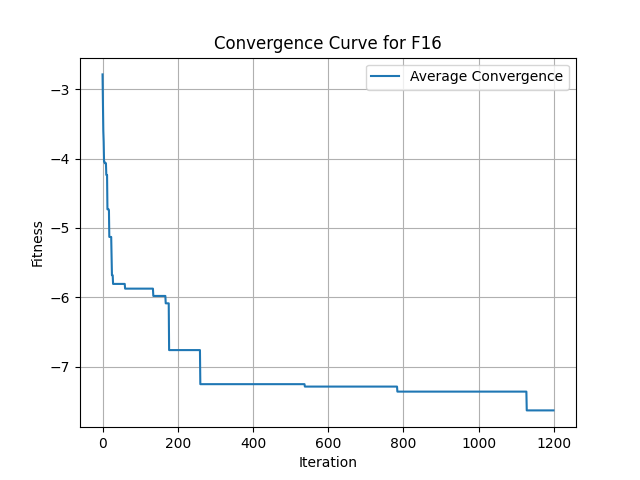 Convergence Curve for F16
Average Convergence
Fitness
−3
−4
−5
−6
−7
0 200 400 600 800 1000 1200
Iteration